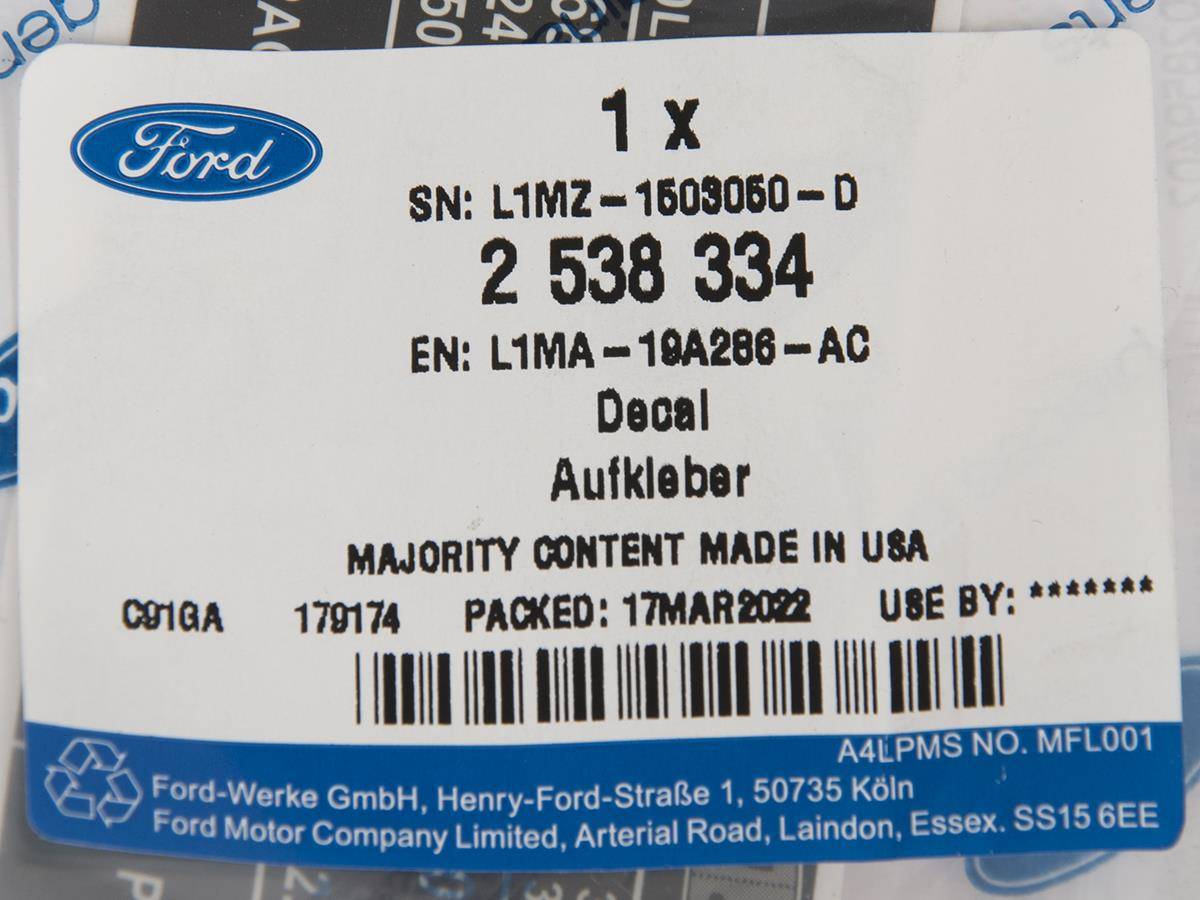 Ford
1 x
SN: L1MZ-1503050-D
2 538 334
EN: L1MA-19A286-AC
Decal
Aufkleber
MAJORITY CONTENT MADE IN USA
C91GA 179174 PACKED: 17MAR2022 USE BY: *******
A4LPMS NO. MFL001
Ford-Werke GmbH, Henry-Ford-Straße 1, 50735 Köln
Ford Motor Company Limited, Arterial Road, Laindon, Essex. SS15 6EE